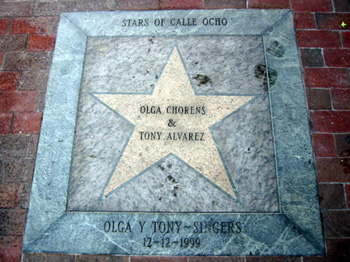 STARS OF CALLE OCHO
OLGA CHORENS
&
TONY ALVAREZ
OLGA Y TONY-SINGERS
12-12-1999